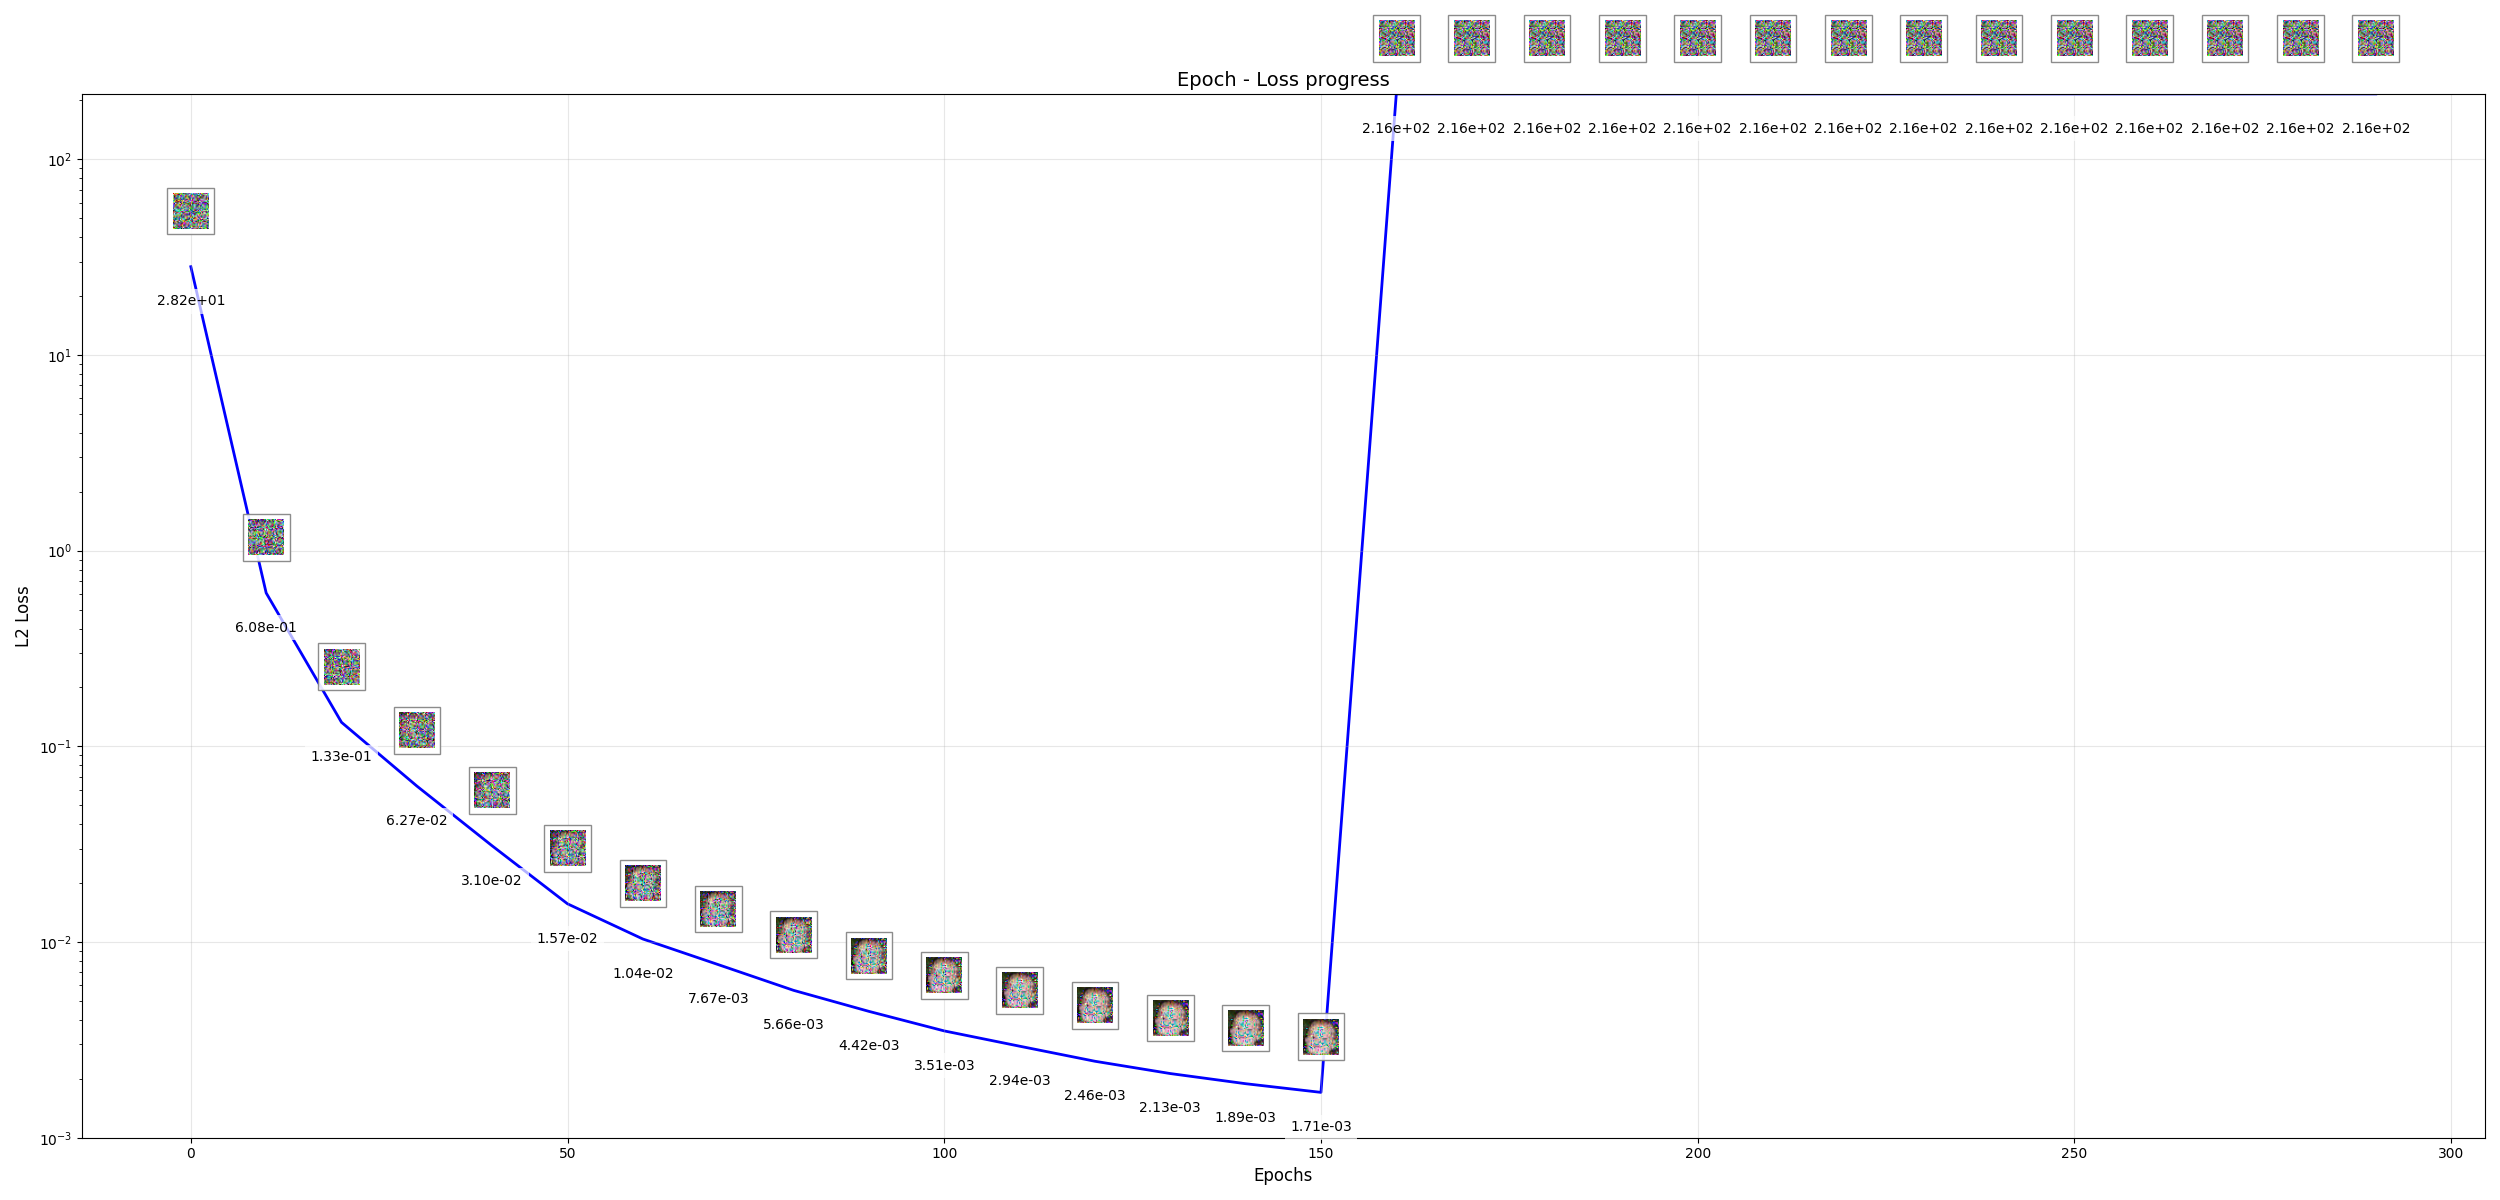 Epoch - Loss progress
L2 Loss
10²
10¹
10⁰
10⁻¹
10⁻²
10⁻³
2.82e+01
6.08e-01
1.33e-01
6.27e-02
3.10e-02
1.57e-02
1.04e-02
7.67e-03
5.66e-03
4.42e-03
3.51e-03
2.94e-03
2.46e-03
2.13e-03
1.89e-03
1.71e-03
2.16e+02 2.16e+02 2.16e+02 2.16e+02 2.16e+02 2.16e+02 2.16e+02 2.16e+02 2.16e+02 2.16e+02 2.16e+02 2.16e+02 2.16e+02 2.16e+02
0 50 100 150 200 250 300
Epochs